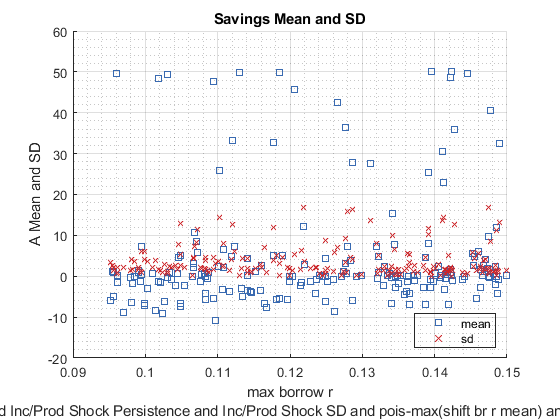 Savings Mean and SD
60
50
40
30
20
10
0
-10
-20
A Mean and SD
0.09
0.1
0.11
0.12
0.13
0.14
0.15
mean
sd
max borrow r
Inc/Prod Shock Persistence and Inc/Prod Shock SD and pois-max(shift br r mean)